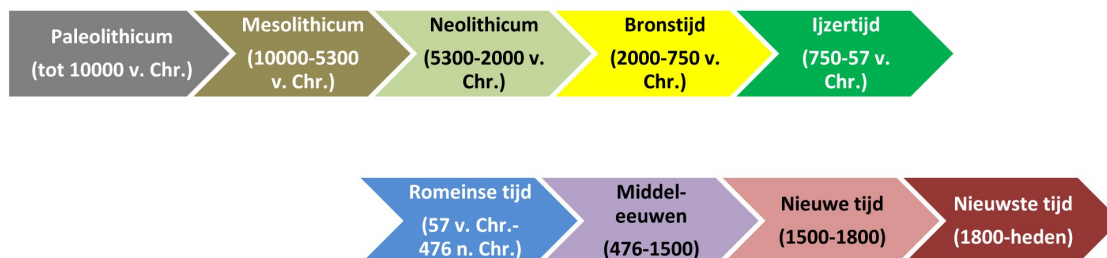 Paleolithicum
(tot 10000 v. Chr.)
Mesolithicum
(10000-5300
v. Chr.)
Neolithicum
(5300-2000 v.
Chr.)
Bronstijd
(2000-750 v.
Chr.)
Ijzertijd
(750-57 v.
Chr.)
Romeinse tijd
(57 v. Chr.-
476 n. Chr.)
Middel-
eeuwen
(476-1500)
Nieuwe tijd
(1500-1800)
Nieuwste tijd
(1800-heden)